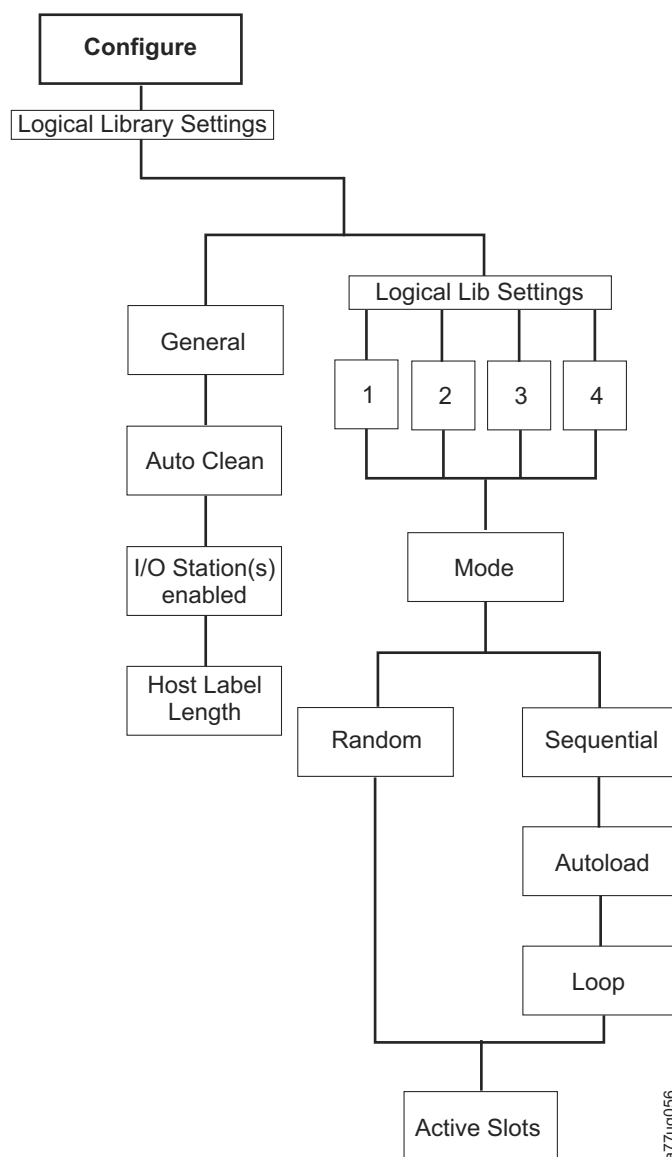 Configure
Logical Library Settings
General
Auto Clean
I/O Station(s)
enabled
Host Label
Length
Logical Lib Settings
1
2
3
4
Mode
Random
Sequential
Autoload
Loop
Active Slots
a77ug056